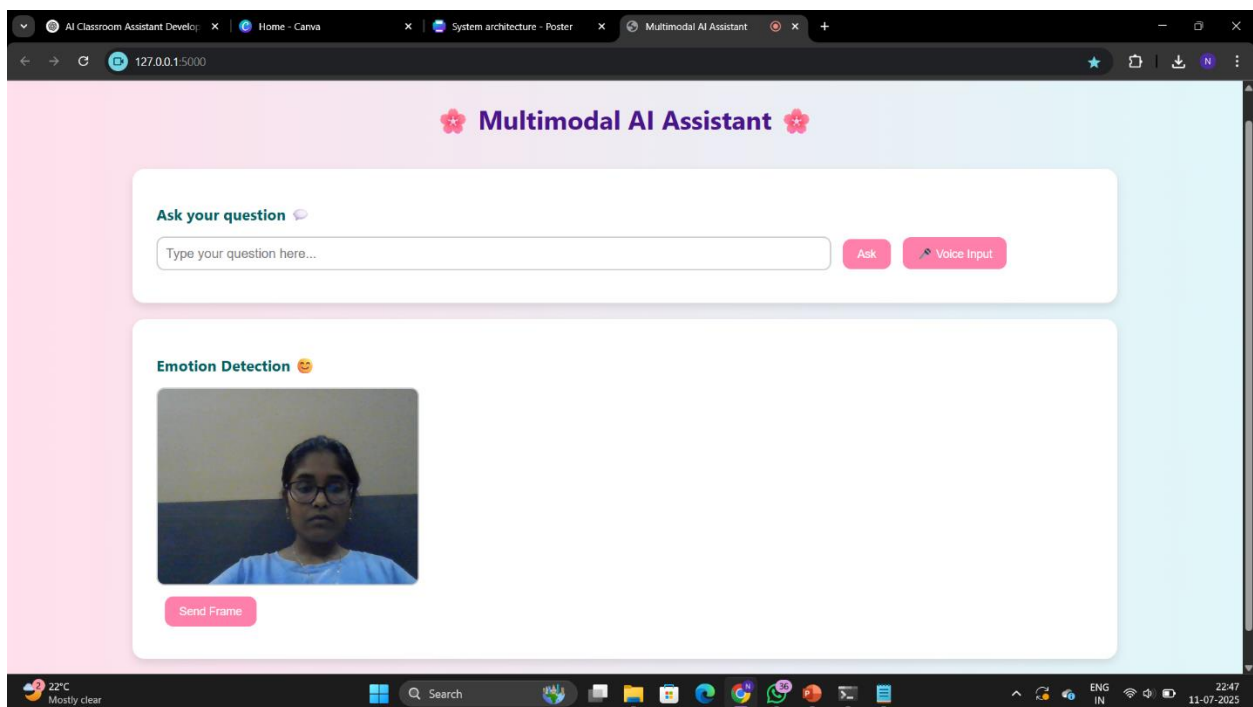 AI Classroom Assistant Develop
Home - Canva
System architecture - Poster
Multimodal AI Assistant
127.0.0.1:5000
N
Multimodal AI Assistant
Ask your question
Type your question here...
Ask
Voice Input
Emotion Detection
Send Frame
2
22°C
Mostly clear
Search
N
36
ENG
IN
22:47
11-07-2025